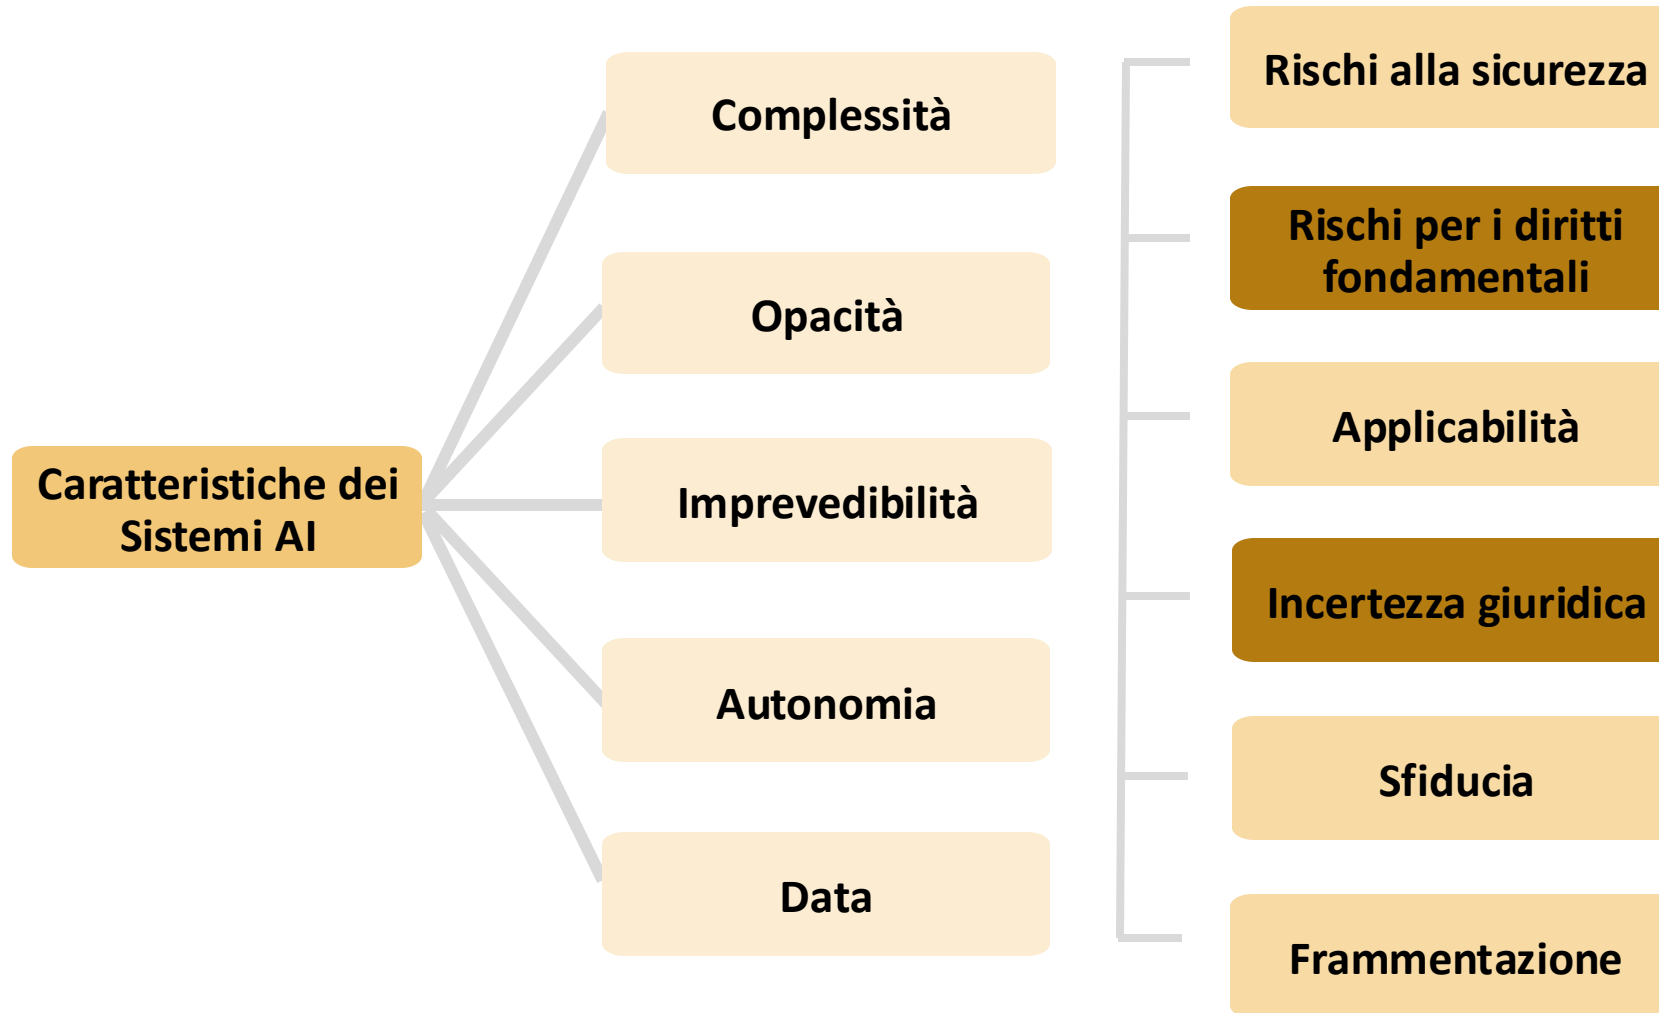 Caratteristiche dei
Sistemi AI
Complessità
Opacità
Imprevedibilità
Autonomia
Data
Rischi alla sicurezza
Rischi per i diritti
fondamentali
Applicabilità
Incertezza giuridica
Sfiducia
Frammentazione